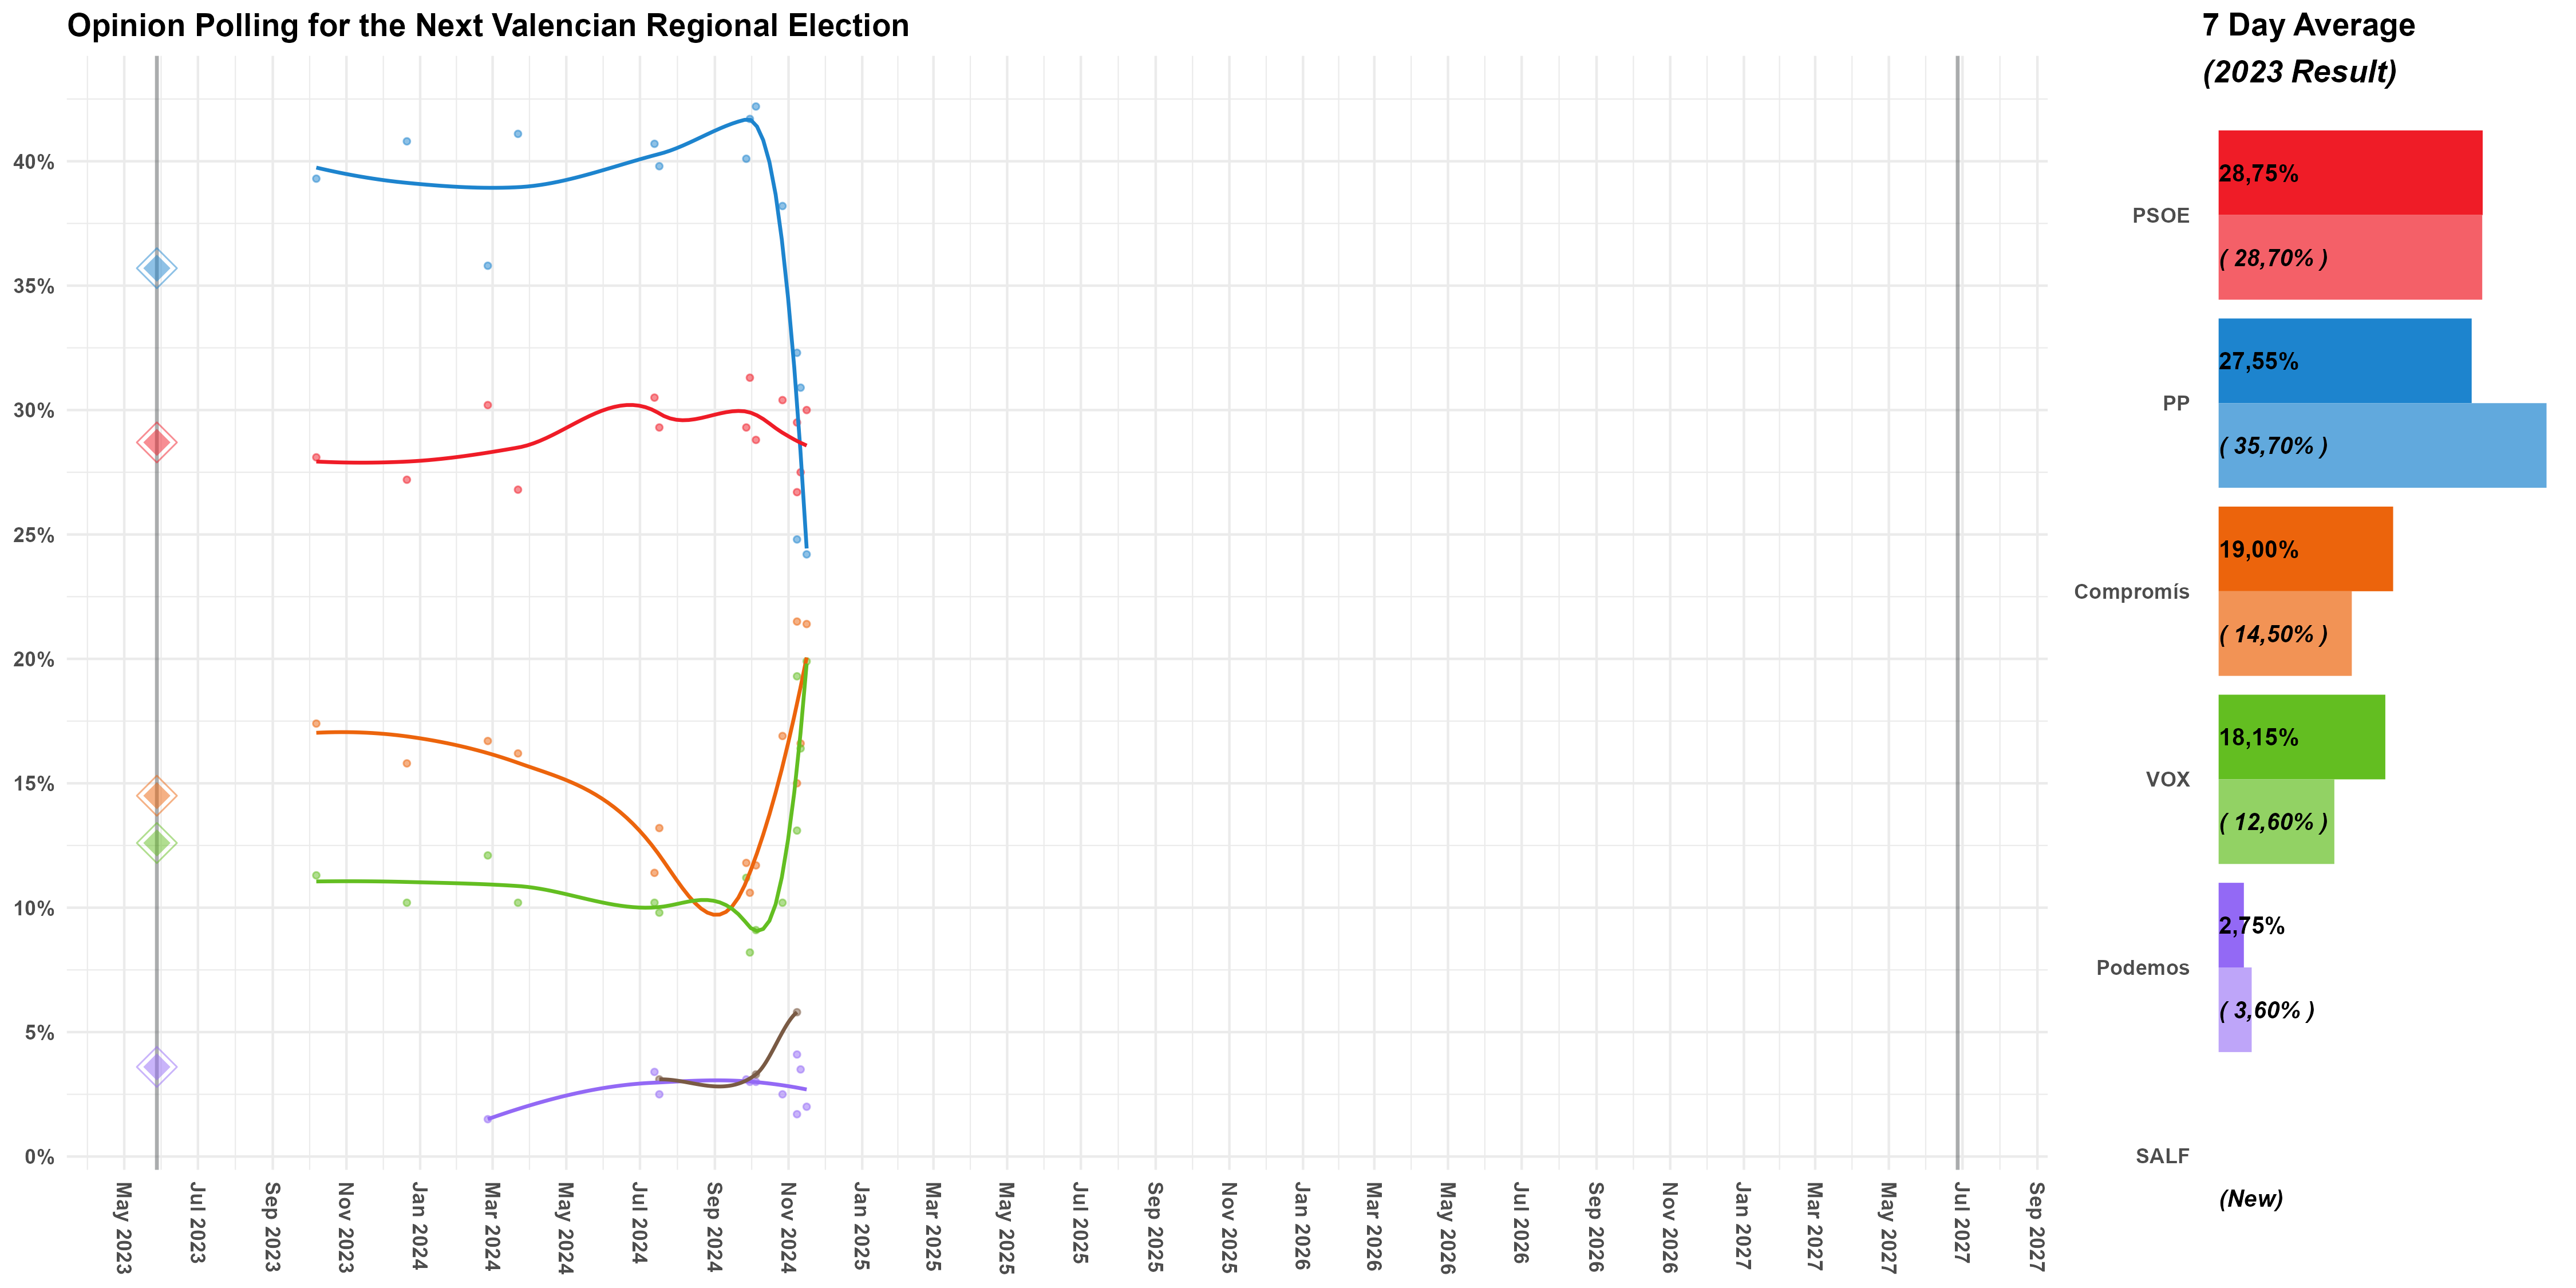 Opinion Polling for the Next Valencian Regional Election
40%
35%
30%
25%
20%
15%
10%
5%
0%
May 2023
Jul 2023
Sep 2023
Nov 2023
Jan 2024
Mar 2024
May 2024
Jul 2024
Sep 2024
Nov 2024
Jan 2025
Mar 2025
May 2025
Jul 2025
Sep 2025
Nov 2025
Jan 2026
Mar 2026
May 2026
Jul 2026
Sep 2026
Nov 2026
Jan 2027
Mar 2027
May 2027
Jul 2027
Sep 2027
7 Day Average
(2023 Result)
PSOE
28,75%
( 28,70% )
PP
27,55%
( 35,70% )
Compromís
19,00%
( 14,50% )
VOX
18,15%
( 12,60% )
Podemos
2,75%
( 3,60% )
SALF
(New)